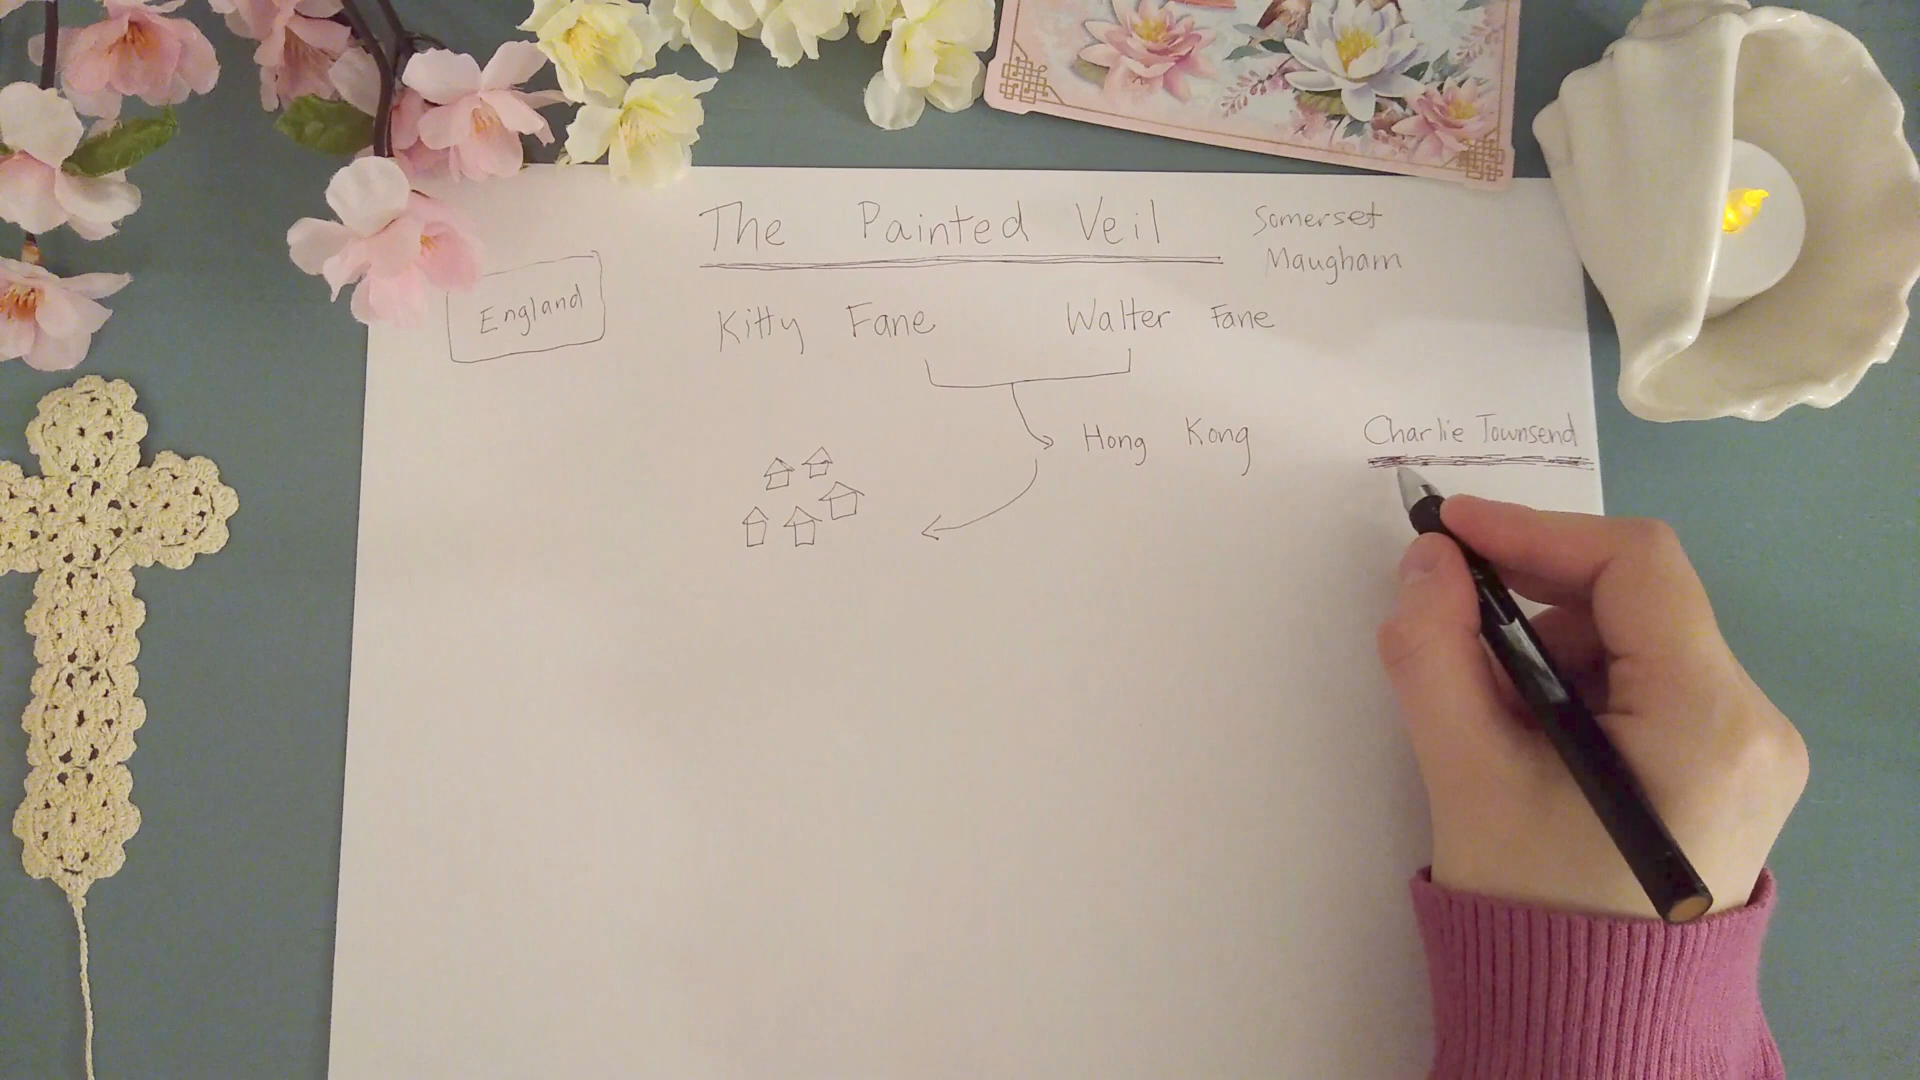 The Painted Veil
Somerset
Maugham
England
Kitty Fane
Walter Fane
Hong Kong
Charlie Townsend